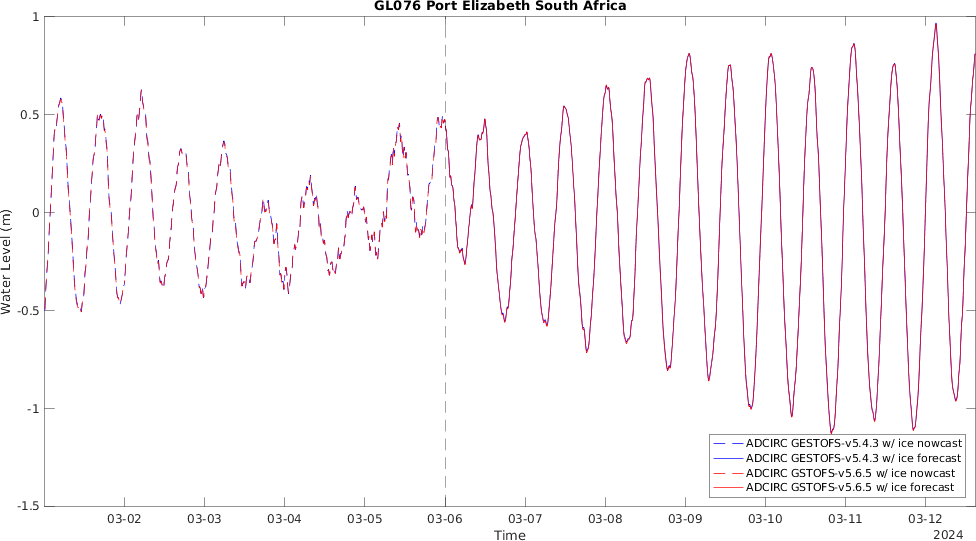 GL076 Port Elizabeth South Africa
1
0.5
0
-0.5
-1
-1.5
Water Level (m)
ADCIRC GESTOFS-v5.4.3 w/ ice nowcast
ADCIRC GESTOFS-v5.4.3 w/ ice forecast
ADCIRC GSTOFS-v5.6.5 w/ ice nowcast
ADCIRC GSTOFS-v5.6.5 w/ ice forecast
03-02 03-03 03-04 03-05 03-06 03-07 03-08 03-09 03-10 03-11 03-12
Time
2024